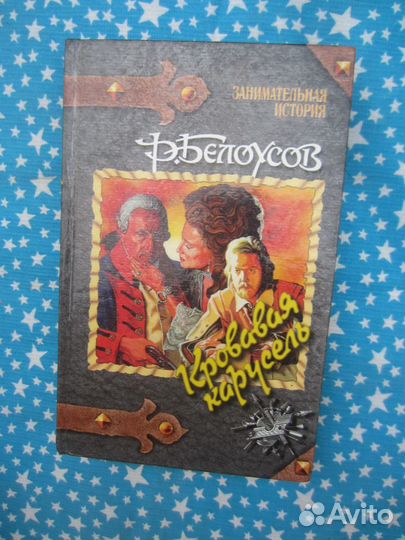 ЗАНИМАТЕЛЬНАЯ
ИСТОРИЯ
Р.БЕЛОУСОВ
Кровавая
карусель
Avito